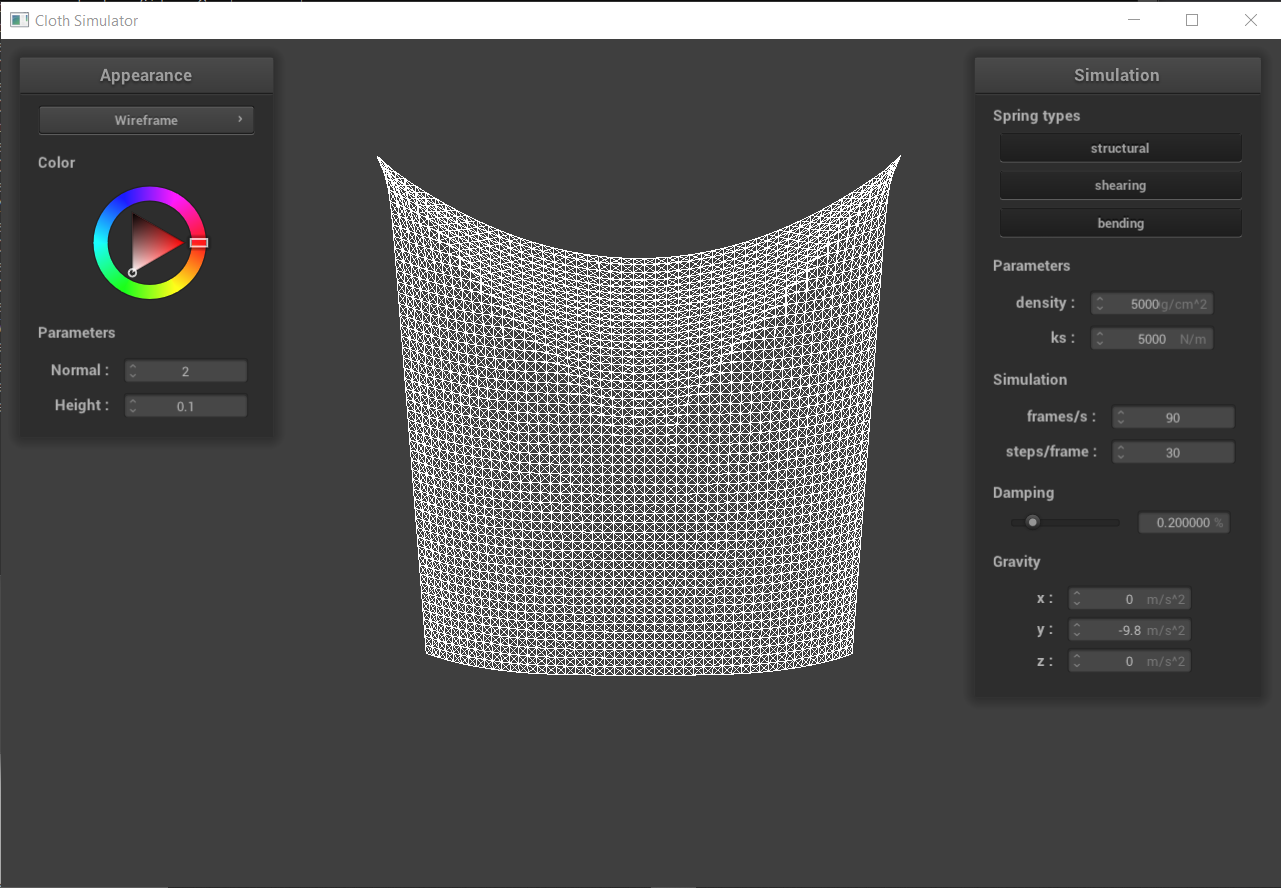 Cloth Simulator
Appearance
Wireframe
Color
Parameters
Normal : 2
Height : 0.1
Simulation
Spring types
structural
shearing
bending
Parameters
density : 5000g/cm^2
ks : 5000 N/m
Simulation
frames/s : 90
steps/frame : 30
Damping
0.200000 %
Gravity
x : 0 m/s^2
y : -9.8 m/s^2
z : 0 m/s^2